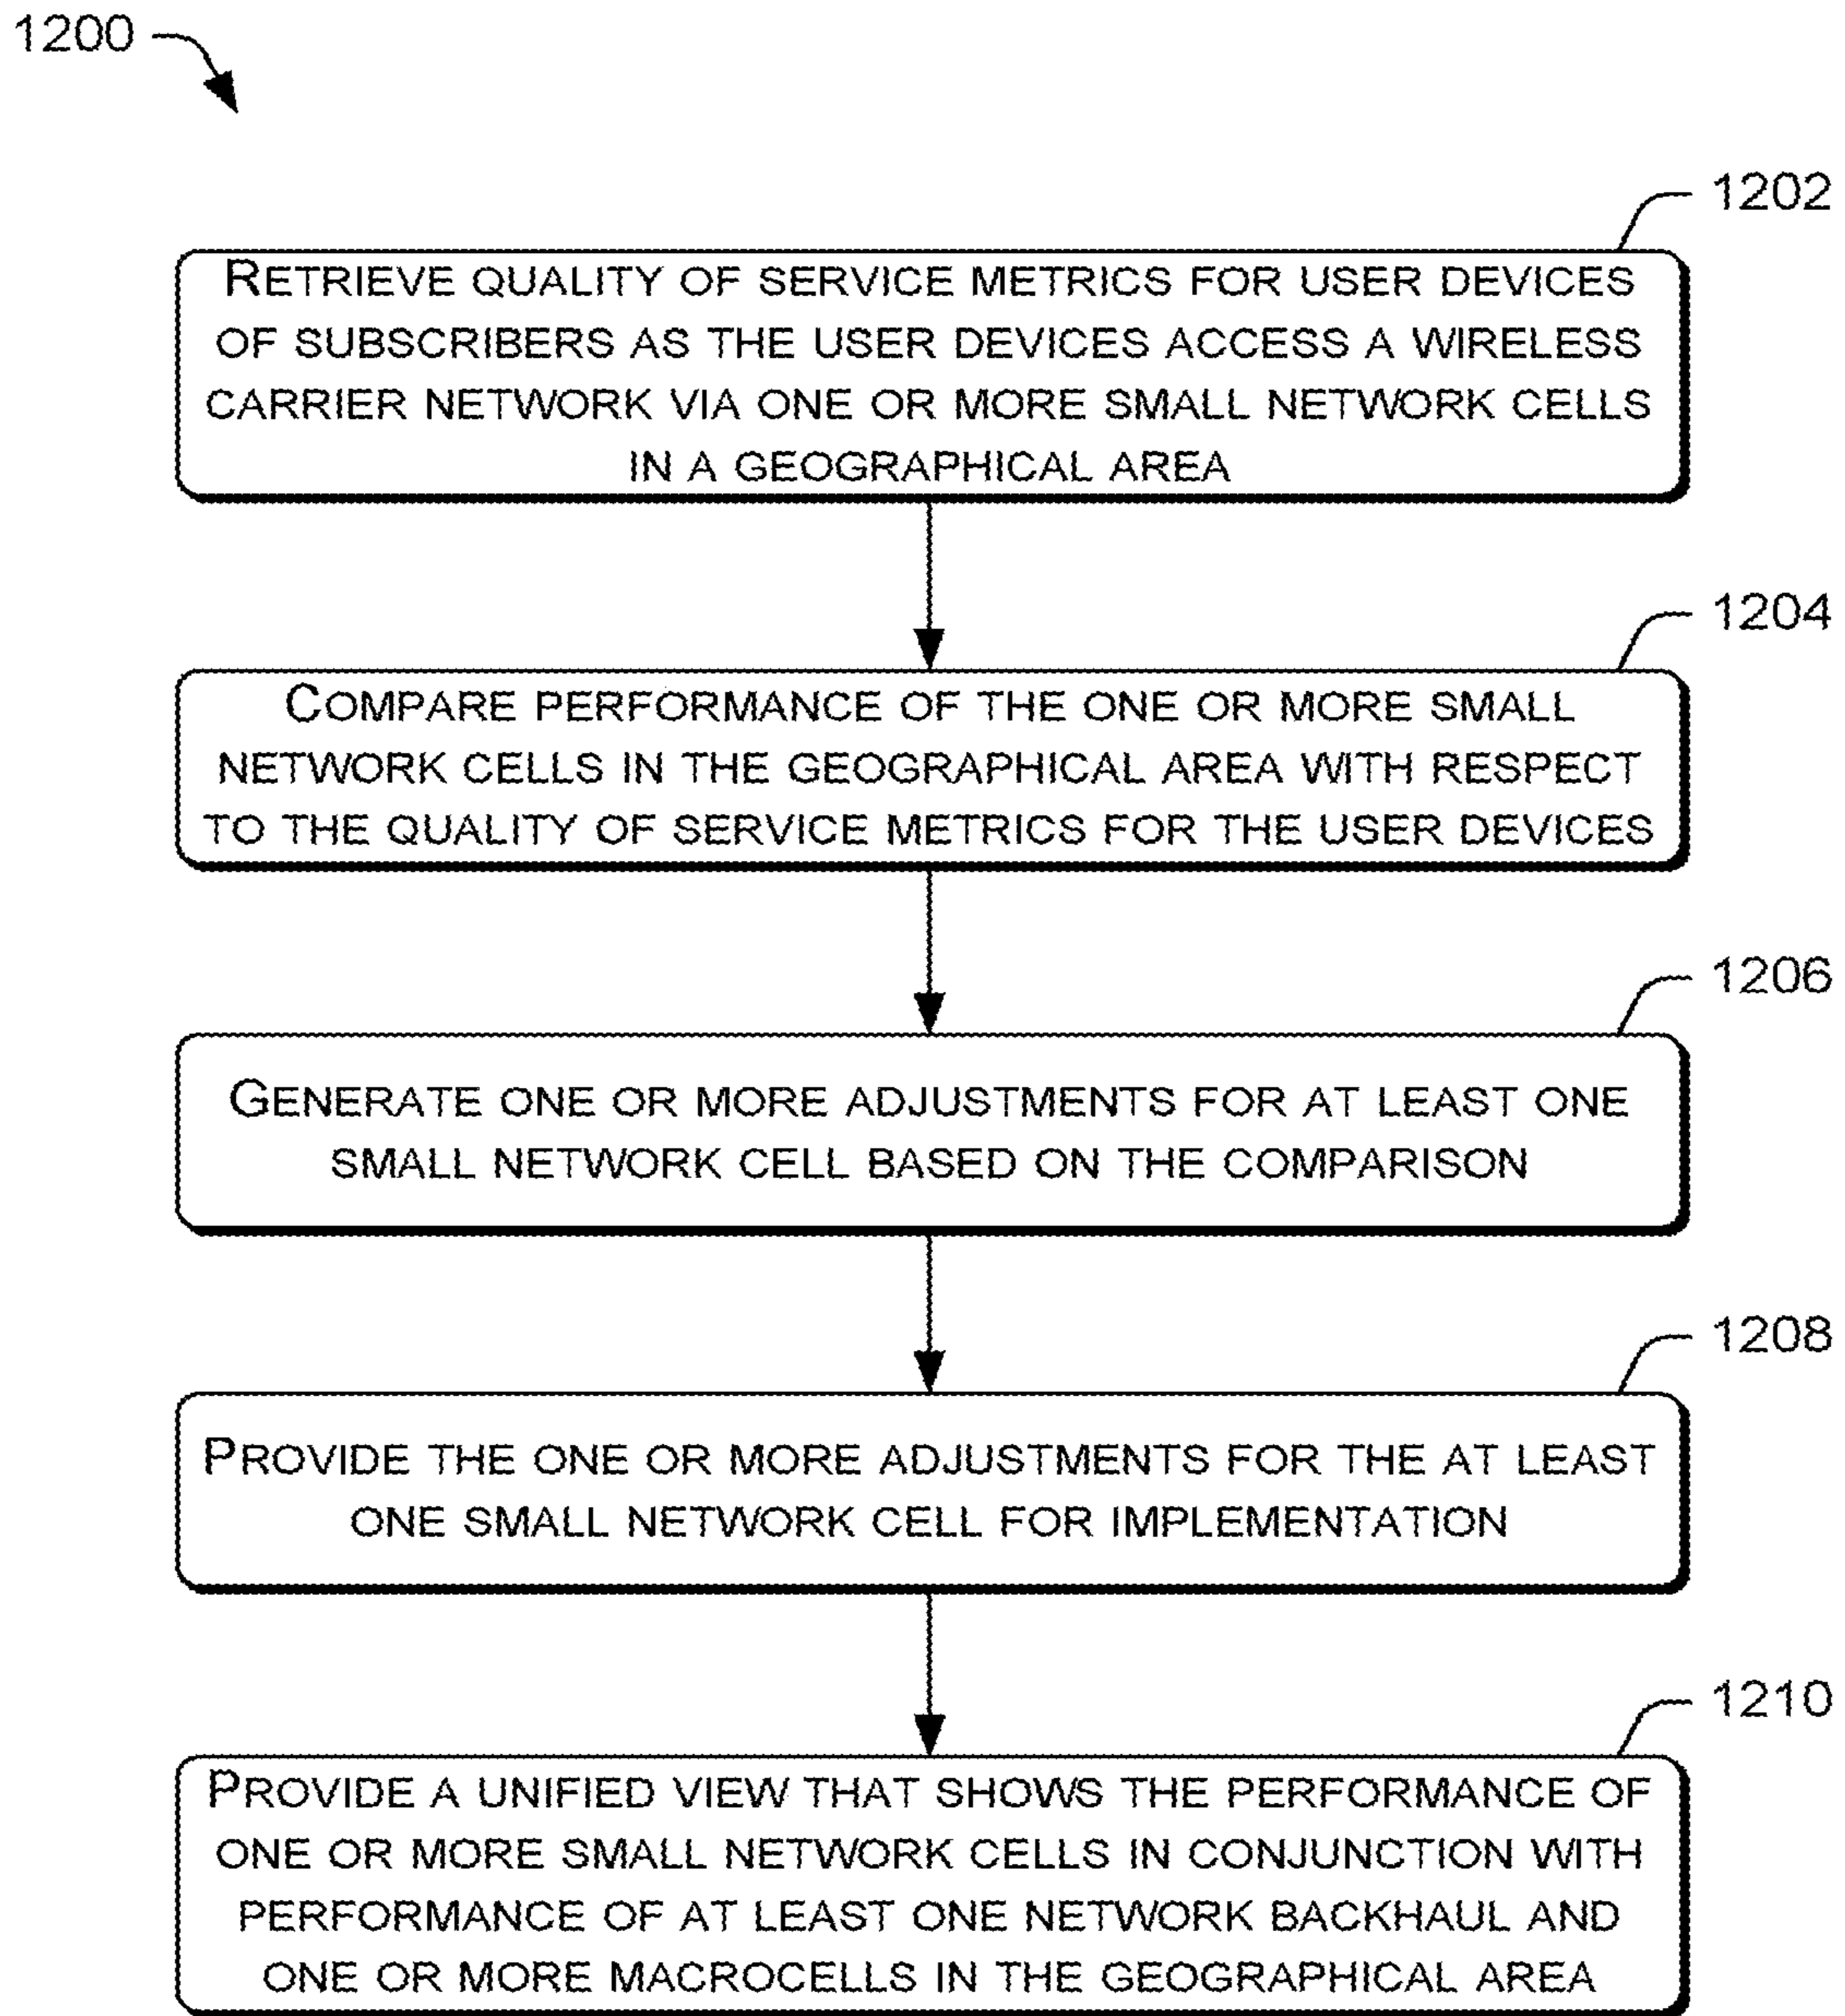 1200
1202
RETRIEVE QUALITY OF SERVICE METRICS FOR USER DEVICES
OF SUBSCRIBERS AS THE USER DEVICES ACCESS A WIRELESS
CARRIER NETWORK VIA ONE OR MORE SMALL NETWORK CELLS
IN A GEOGRAPHICAL AREA
1204
COMPARE PERFORMANCE OF THE ONE OR MORE SMALL
NETWORK CELLS IN THE GEOGRAPHICAL AREA WITH RESPECT
TO THE QUALITY OF SERVICE METRICS FOR THE USER DEVICES
1206
GENERATE ONE OR MORE ADJUSTMENTS FOR AT LEAST ONE
SMALL NETWORK CELL BASED ON THE COMPARISON
1208
PROVIDE THE ONE OR MORE ADJUSTMENTS FOR THE AT LEAST
ONE SMALL NETWORK CELL FOR IMPLEMENTATION
1210
PROVIDE A UNIFIED VIEW THAT SHOWS THE PERFORMANCE OF
ONE OR MORE SMALL NETWORK CELLS IN CONJUNCTION WITH
PERFORMANCE OF AT LEAST ONE NETWORK BACKHAUL AND
ONE OR MORE MACROCELLS IN THE GEOGRAPHICAL AREA